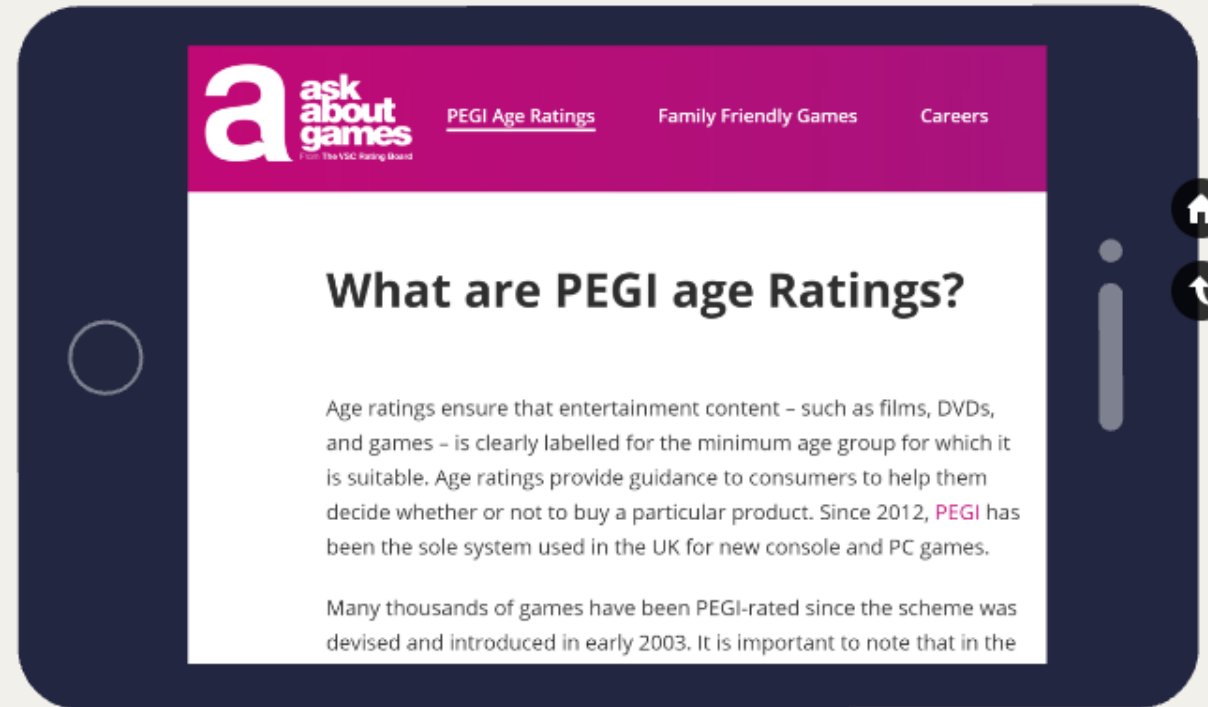 a
ask
about
games
From The VSC Rating Board
PEGI Age Ratings
Family Friendly Games
Careers
What are PEGI age Ratings?
Age ratings ensure that entertainment content – such as films, DVDs,
and games – is clearly labelled for the minimum age group for which it
is suitable. Age ratings provide guidance to consumers to help them
decide whether or not to buy a particular product. Since 2012, PEGI has
been the sole system used in the UK for new console and PC games.
Many thousands of games have been PEGI-rated since the scheme was
devised and introduced in early 2003. It is important to note that in the